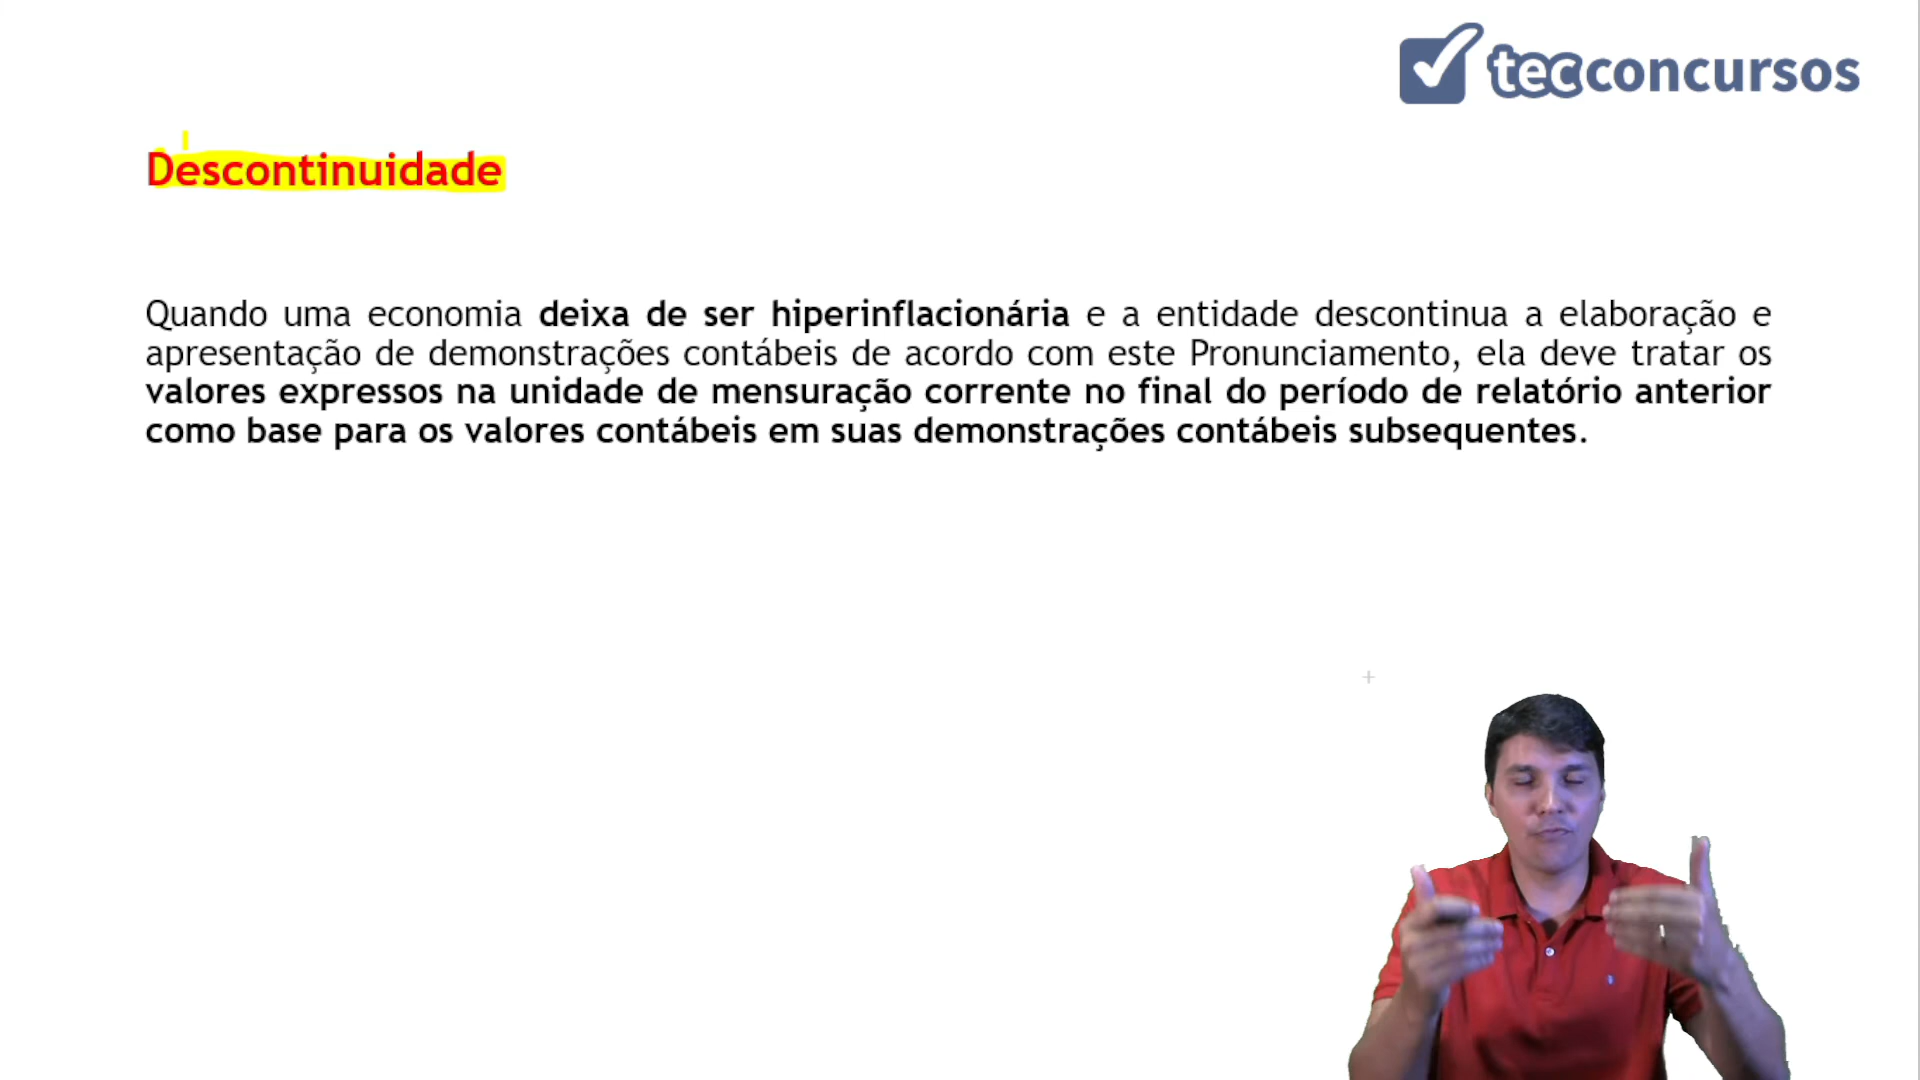 tecconcursos
Descontinuidade
Quando uma economia deixa de ser hiperinflacionária e a entidade descontinua a elaboração e
apresentação de demonstrações contábeis de acordo com este Pronunciamento, ela deve tratar os
valores expressos na unidade de mensuração corrente no final do período de relatório anterior
como base para os valores contábeis em suas demonstrações contábeis subsequentes.